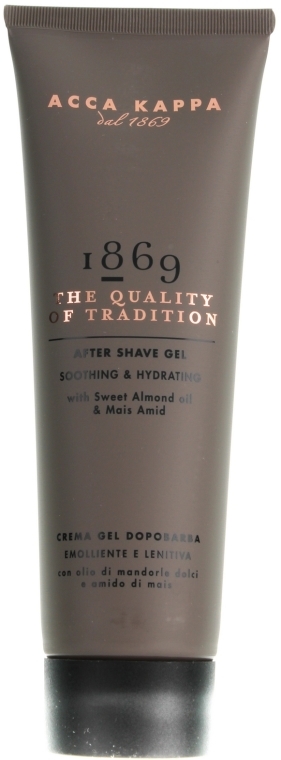 ACCA KAPPA
dal 1869
1869
THE QUALITY
OF TRADITION
AFTER SHAVE GEL
SOOTHING & HYDRATING
with Sweet Almond oil
& Mais Amid
CREMA GEL DOPOBARBA
EMOLLIENTE E LENITIVA
con olio di mandorle dolci
e amido di mais